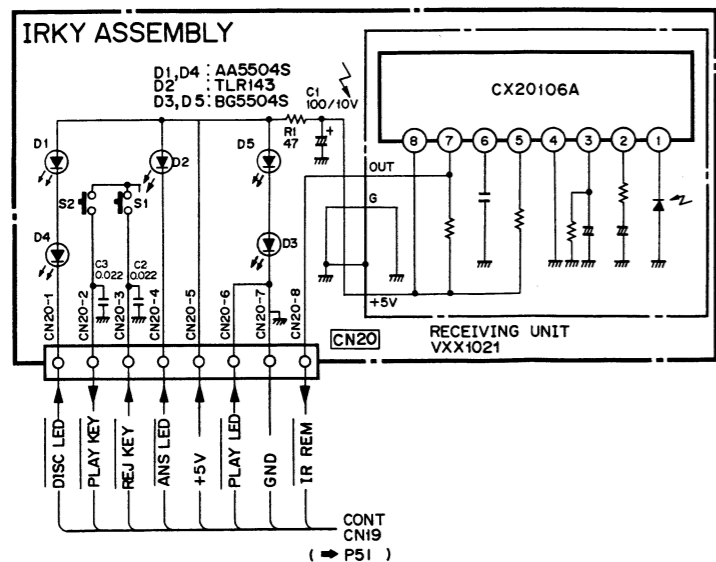 IRKY ASSEMBLY
D1,D4 : AA5504S
D2 : TLR143
D3,D5 : BG5504S
C1
100/10V
+
R1
47
CX20106A
8 7 6 5 4 3 2 1
D1
D2
D5
S2
S1
D4
D3
OUT
G
+5V
C3
0.022
C2
0.022
CN20-1
CN20-2
CN20-3
CN20-4
CN20-5
CN20-6
CN20-7
CN20-8
CN20
RECEIVING UNIT
VXX1021
DISC LED
PLAY KEY
REJ KEY
ANS LED
+5V
PLAY LED
GND
IR REM
CONT
CN19
( ➡ P51 )